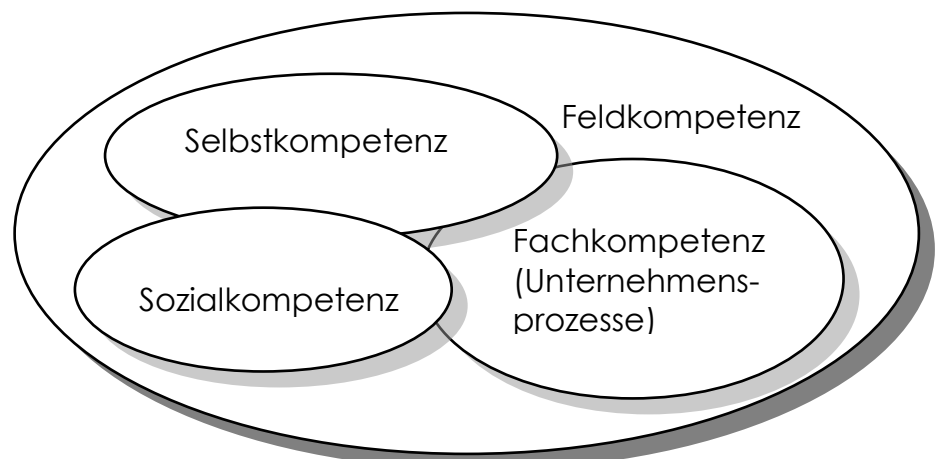 Feldkompetenz
Selbstkompetenz
Fachkompetenz
(Unternehmens-
prozesse)
Sozialkompetenz